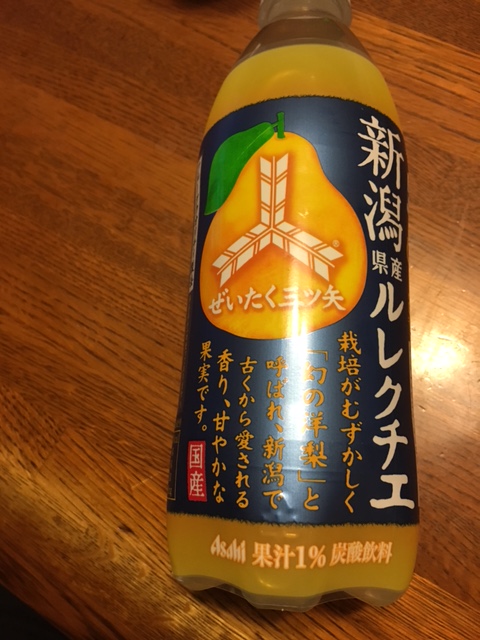 新潟県産ルレクチエ
ぜいたく三ツ矢
栽培がむずかしく
「幻の洋梨」と
呼ばれ、新潟で
古くから愛される
香り、甘やかな
果実です。
国産
Asahi 果汁1% 炭酸飲料